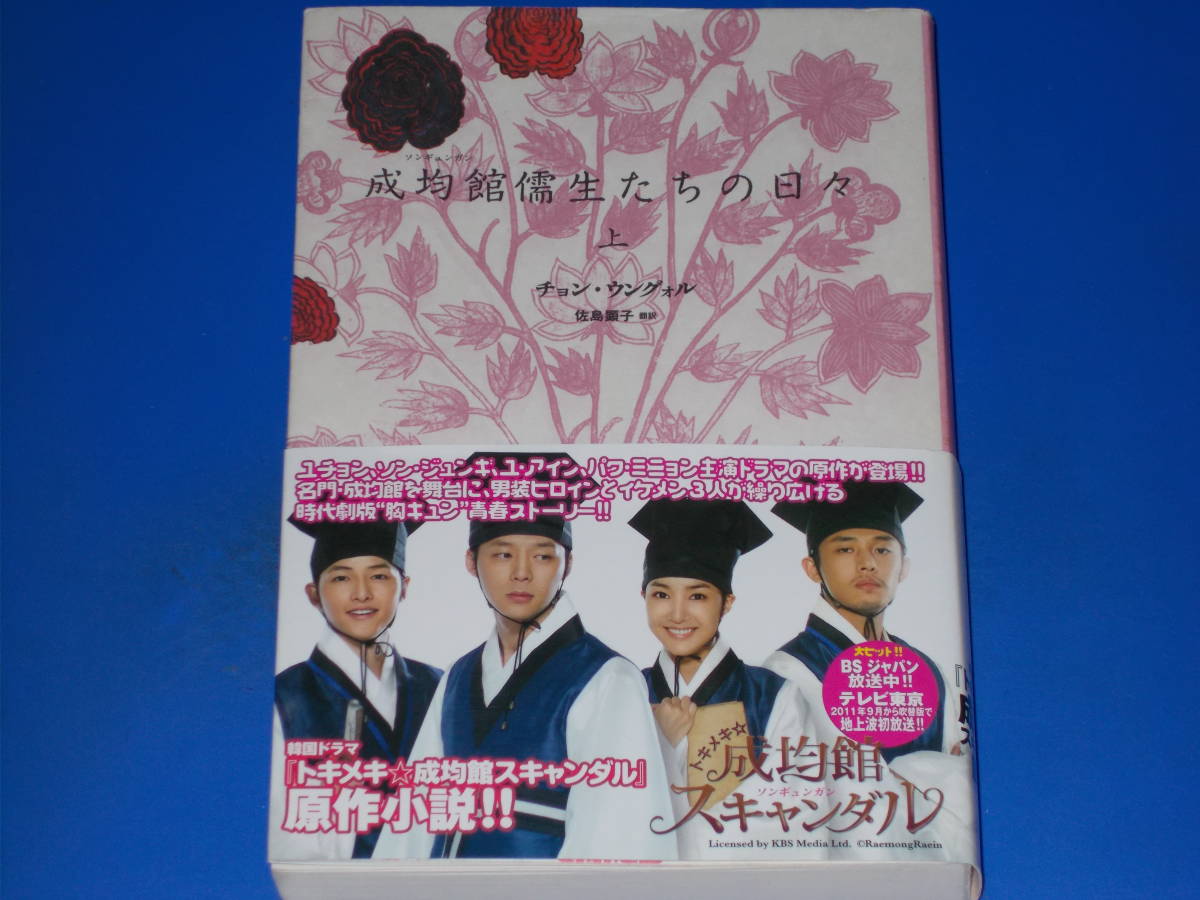 ソンギュンガン
成均館儒生たちの日々
上
チョン・ウングォル
佐島顕子 翻訳
ユチョン、ソン・ジュンギ、ユ・アイン、パク・ミニョン主演ドラマの原作が登場!!
名門・成均館を舞台に、男装ヒロインとイケメン3人が繰り広げる
時代劇版“胸キュン”青春ストーリー!!
大ヒット!!
BS ジャパン
放送中!!
テレビ東京
2011年9月から吹替版で
地上波初放送!!
韓国ドラマ
『トキメキ☆成均館スキャンダル』
原作小説!!
トキメキ☆
成均館
ソンギュンガン
スキャンダル
Licensed by KBS Media Ltd. ©RaemongRaein